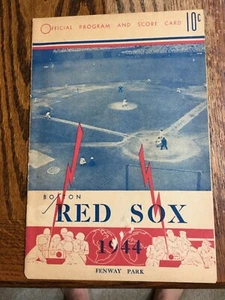 OFFICIAL PROGRAM AND SCORE CARD 10¢
BOSTON
RED SOX
1944
FENWAY PARK